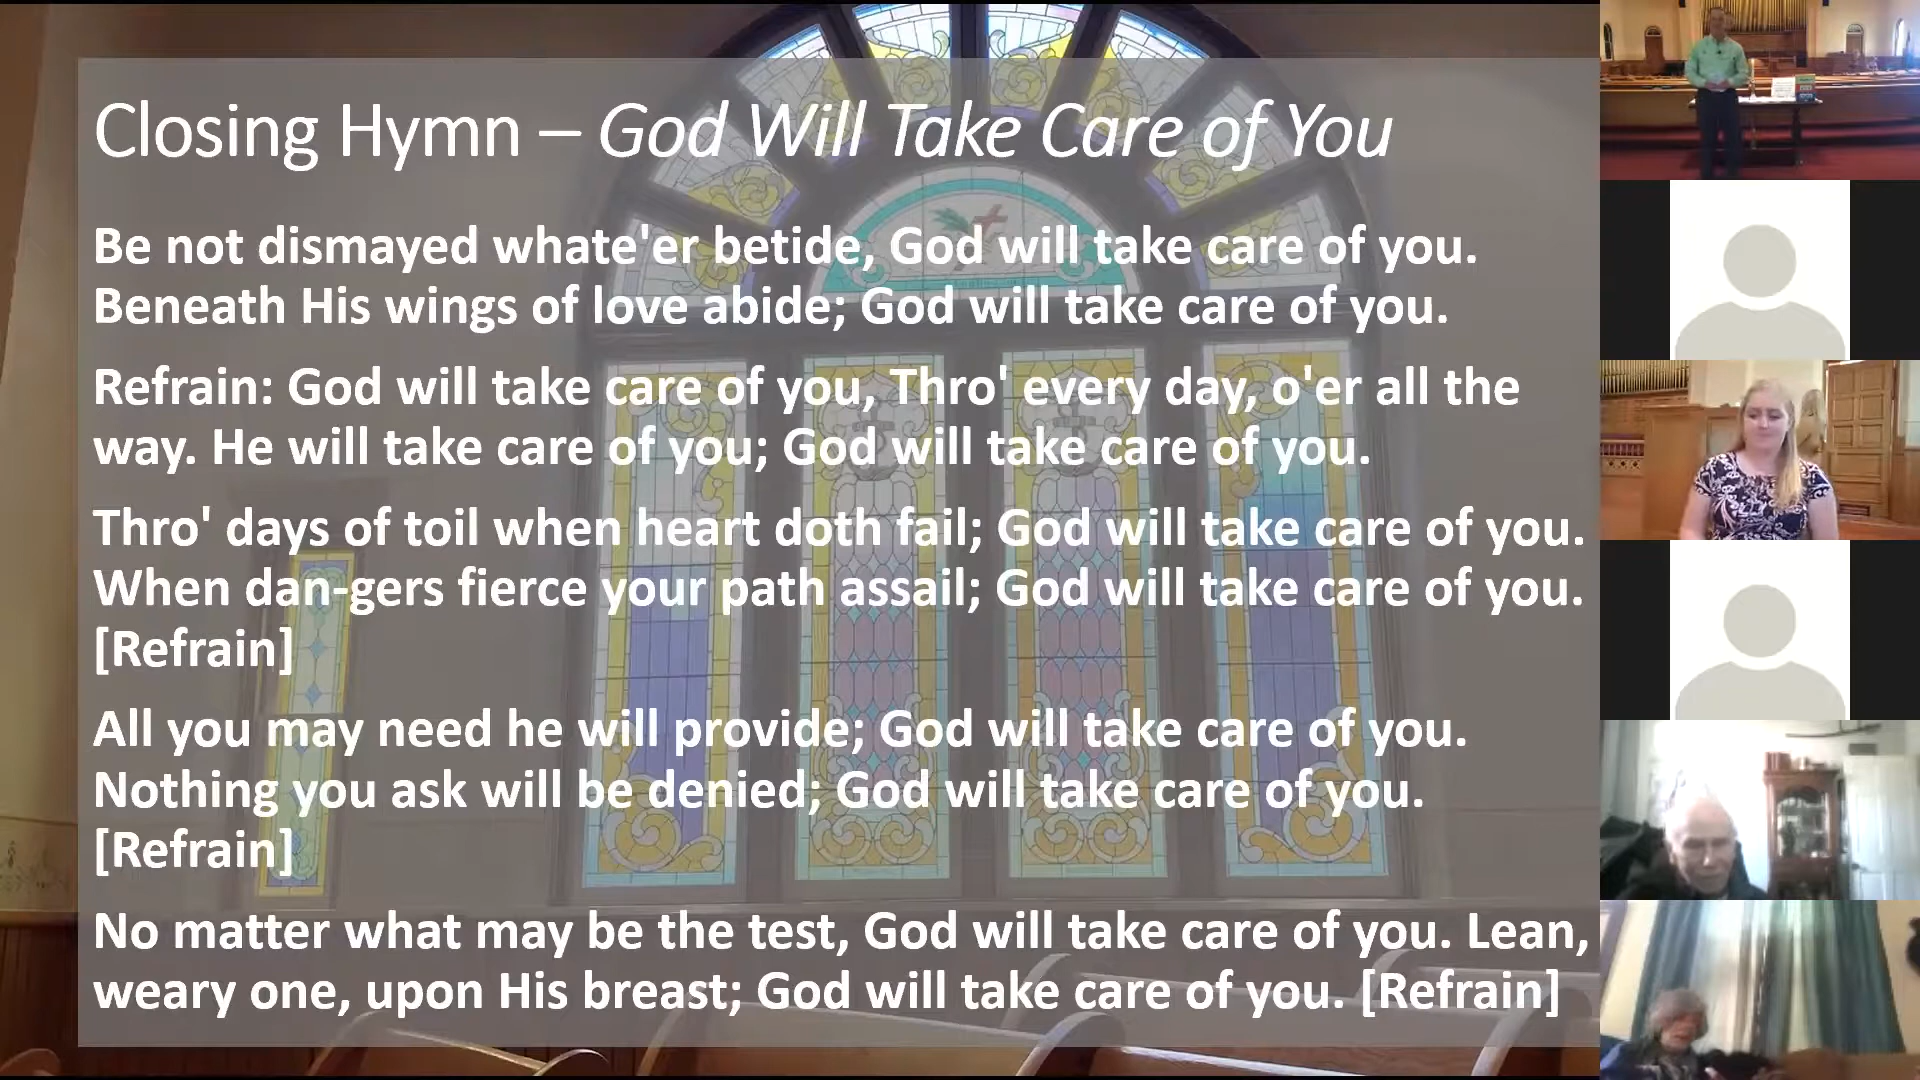 Closing Hymn – God Will Take Care of You
Be not dismayed whate'er betide, God will take care of you.
Beneath His wings of love abide; God will take care of you.
Refrain: God will take care of you, Thro' every day, o'er all the
way. He will take care of you; God will take care of you.
Thro' days of toil when heart doth fail; God will take care of you.
When dan-gers fierce your path assail; God will take care of you.
[Refrain]
All you may need he will provide; God will take care of you.
Nothing you ask will be denied; God will take care of you.
[Refrain]
No matter what may be the test, God will take care of you. Lean,
weary one, upon His breast; God will take care of you. [Refrain]